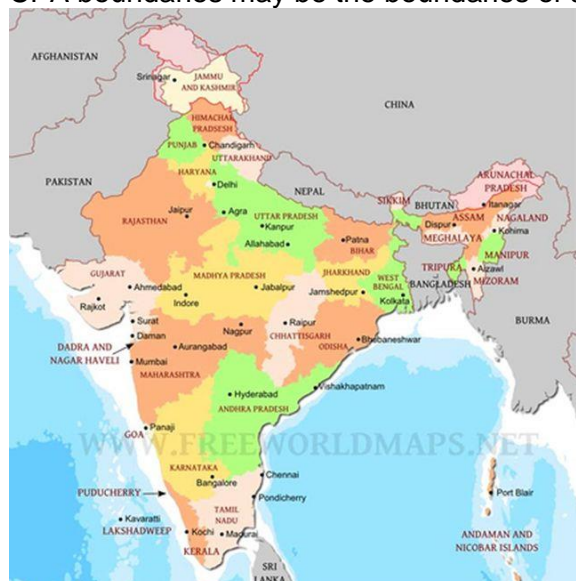 AFGHANISTAN
Srinagar
JAMMU
AND KASHMIR
CHINA
HIMACHAL
PRADSESH
PUNJAB
Chandigarh
UTTARAKHAND
HARYANA
Delhi
PAKISTAN
NEPAL
SIKKIM
BHUTAN
ARUNACHAL
PRADESH
Itanagar
RAJASTHAN
Jaipur
Agra
UTTAR PRADESH
Kanpur
Allahabad
Patna
BIHAR
Dispur
ASSAM
NAGALAND
Kohima
MEGHALAYA
MANIPUR
TRIPURA
Aizawl
MIZORAM
BANGLADESH
GUJARAT
Ahmedabad
Rajkot
MADHYA PRADESH
Indore
Jabalpur
JHARKHAND
Jamshedpur
WEST
BENGAL
Kolkata
BURMA
Surat
Daman
DADRA AND
NAGAR HAVELI
Mumbai
Nagpur
Raipur
CHHATTISGARH
ODISHA
Bhubaneshwar
Aurangabad
MAHARASHTRA
Hyderabad
ANDHRA PRADESH
Vishakhapatnam
Panaji
GOA
WWW.FREEWORLDMAPS.NET
KARNATAKA
Bangalore
Chennai
PUDUCHERRY
Pondicherry
TAMIL
NADU
Kavaratti
LAKSHADWEEP
Kochi
Madurai
KERALA
Port Blair
ANDAMAN AND
NICOBAR ISLANDS
SRI
LANKA